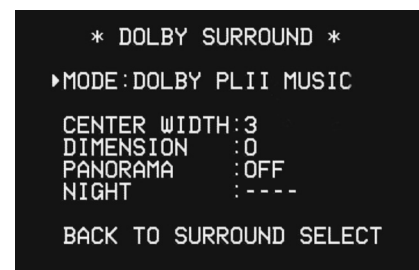 * DOLBY SURROUND *
▶MODE:DOLBY PLII MUSIC
CENTER WIDTH:3
DIMENSION :0
PANORAMA :OFF
NIGHT :----
BACK TO SURROUND SELECT